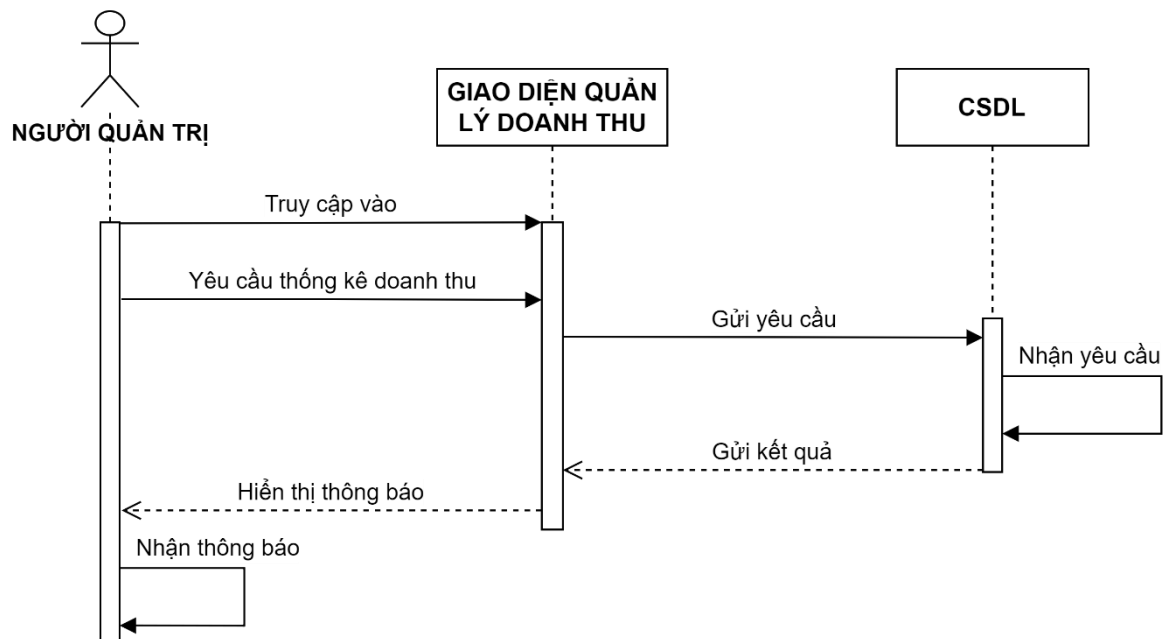 GIAO DIỆN QUẢN
LÝ DOANH THU
CSDL
NGƯỜI QUẢN TRỊ
Truy cập vào
Yêu cầu thống kê doanh thu
Gửi yêu cầu
Nhận yêu cầu
Gửi kết quả
Hiển thị thông báo
Nhận thông báo